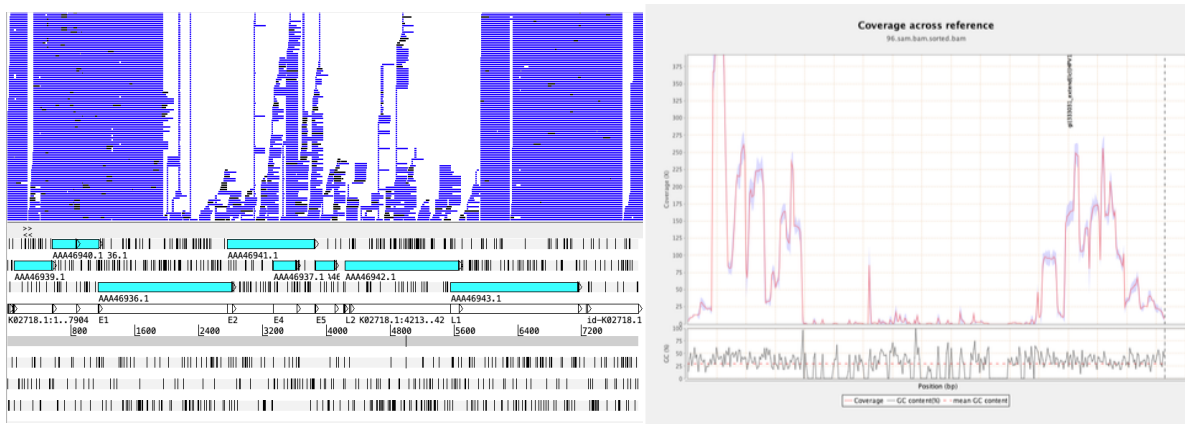 >>
<<
AAA46940.1 36.1
AAA46941.1
AAA46939.1
AAA46937.1
AAA46942.1
AAA46936.1
AAA46943.1
K02718.1:1..7904 E1 E2 E4 E5 L2 K02718.1:4213..42 L1 id-K02718.1
800 1600 2400 3200 4000 4800 5600 6400 7200
Coverage across reference
96.sam.bam.sorted.bam
Coverage (X)
375
350
325
300
275
250
225
200
175
150
125
100
75
50
25
0
GC (%)
100
75
50
25
0
Position (bp)
Coverage GC content(%) mean GC content